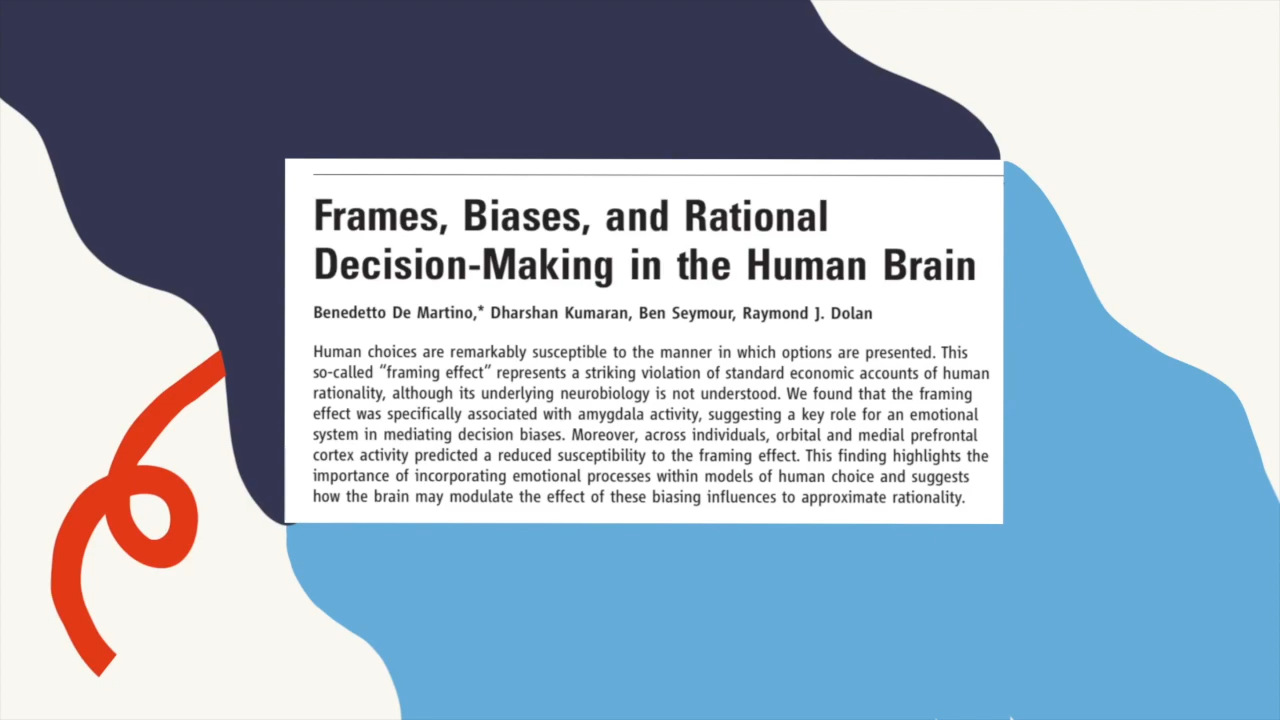 Frames, Biases, and Rational
Decision-Making in the Human Brain
Benedetto De Martino,* Dharshan Kumaran, Ben Seymour, Raymond J. Dolan
Human choices are remarkably susceptible to the manner in which options are presented. This
so-called “framing effect” represents a striking violation of standard economic accounts of human
rationality, although its underlying neurobiology is not understood. We found that the framing
effect was specifically associated with amygdala activity, suggesting a key role for an emotional
system in mediating decision biases. Moreover, across individuals, orbital and medial prefrontal
cortex activity predicted a reduced susceptibility to the framing effect. This finding highlights the
importance of incorporating emotional processes within models of human choice and suggests
how the brain may modulate the effect of these biasing influences to approximate rationality.